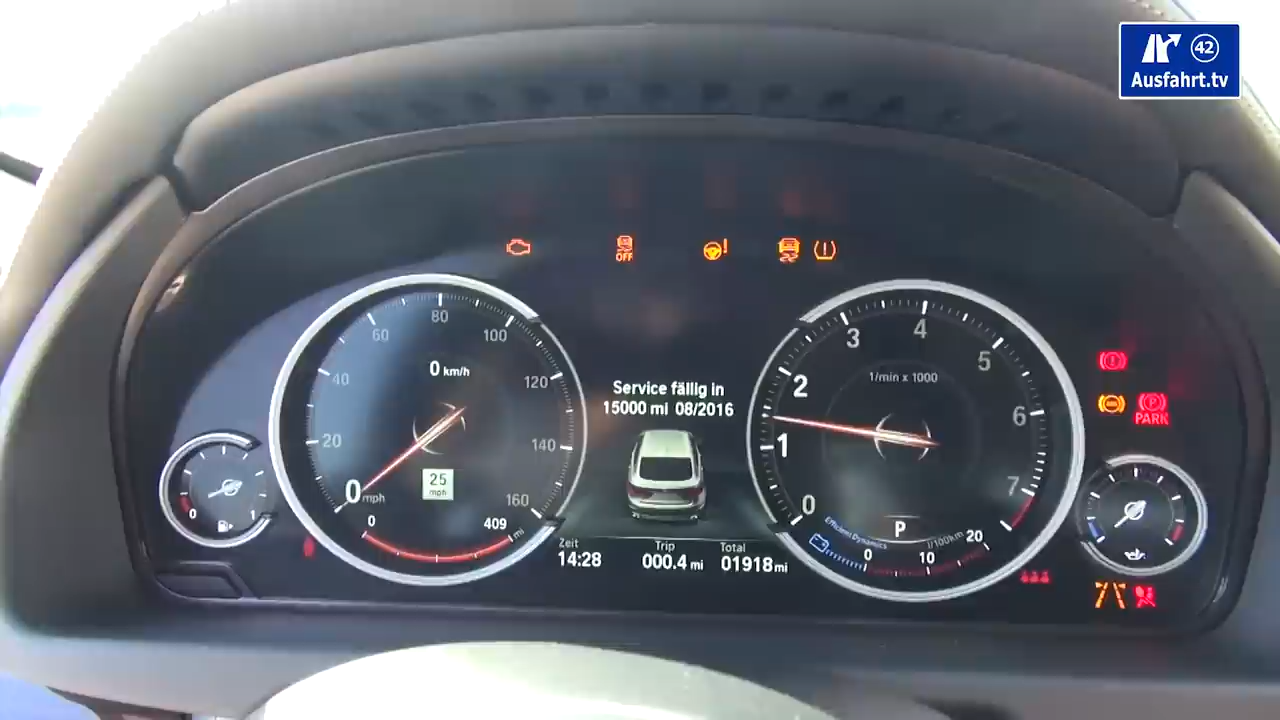 42
Ausfahrt.tv
OFF
60
80
100
40
120
20
140
0
160
0 km/h
mph
25
mph
0
409
mi
0
1
Service fällig in
15000 mi 08/2016
Zeit
14:28
Trip
000.4 mi
Total
01918 mi
1/min x 1000
0
1
2
3
4
5
6
7
P
Efficient Dynamics
l/100km
0
10
20
P
PARK